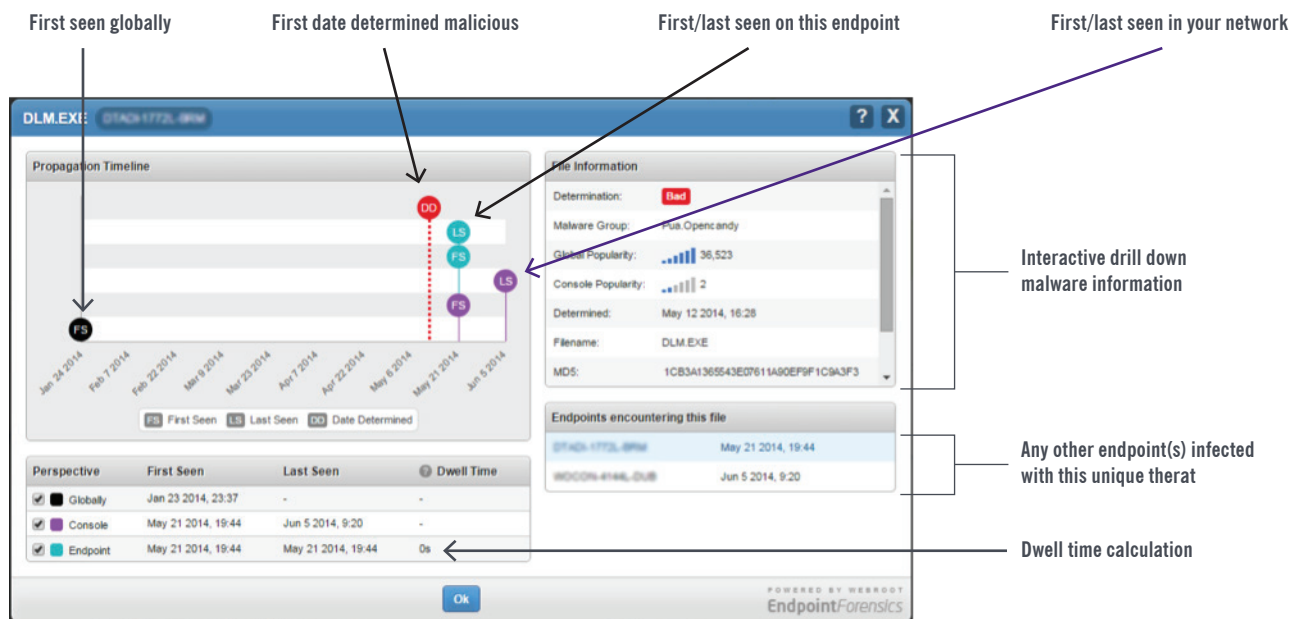 First seen globally
First date determined malicious
First/last seen on this endpoint
First/last seen in your network
DLM.EXE
? X
Propagation Timeline
DD
LS
FS
LS
FS
FS
Jan 24 2014
Feb 7 2014
Feb 22 2014
Mar 9 2014
Mar 23 2014
Apr 7 2014
Apr 22 2014
May 6 2014
May 21 2014
Jun 5 2014
FS First Seen LS Last Seen DD Date Determined
Perspective First Seen Last Seen ? Dwell Time
Globally Jan 23 2014, 23:37 - -
Console May 21 2014, 19:44 Jun 5 2014, 9:20 -
Endpoint May 21 2014, 19:44 May 21 2014, 19:44 0s
File Information
Determination: Bad
Malware Group: Pua.Opencandy
Global Popularity: 36,523
Console Popularity: 2
Determined: May 12 2014, 16:28
Filename: DLM.EXE
MD5: 1CB3A1365543E07611A90EF9F1C9A3F3
Endpoints encountering this file
May 21 2014, 19:44
Jun 5 2014, 9:20
Interactive drill down
malware information
Any other endpoint(s) infected
with this unique therat
Dwell time calculation
Ok
POWERED BY WEBROOT
EndpointForensics